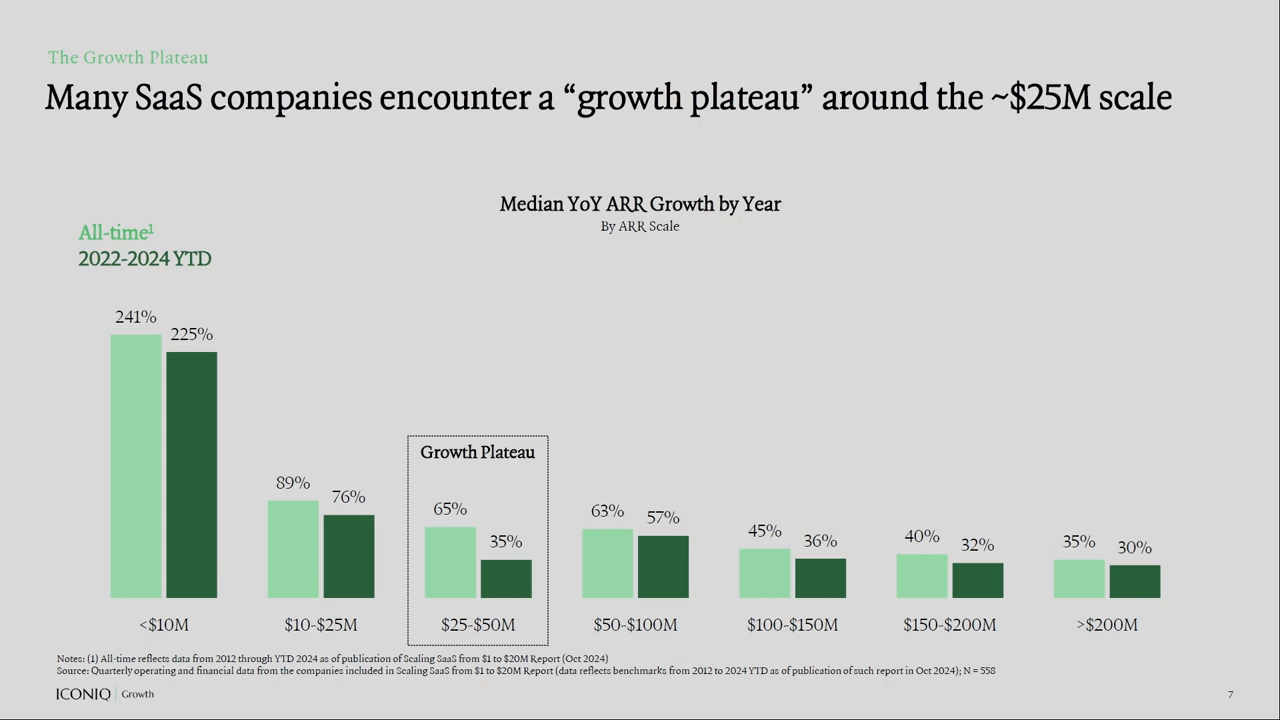 The Growth Plateau
Many SaaS companies encounter a “growth plateau” around the ~$25M scale
Median YoY ARR Growth by Year
By ARR Scale
All-time¹
2022-2024 YTD
241%
225%
89%
76%
Growth Plateau
65%
35%
63%
57%
45%
36%
40%
32%
35%
30%
<$10M
$10-$25M
$25-$50M
$50-$100M
$100-$150M
$150-$200M
>$200M
Notes: (1) All-time reflects data from 2012 through YTD 2024 as of publication of Scaling SaaS from $1 to $20M Report (Oct 2024)
Source: Quarterly operating and financial data from the companies included in Scaling SaaS from $1 to $20M Report (data reflects benchmarks from 2012 to 2024 YTD as of publication of such report in Oct 2024); N = 558
ICONIQ | Growth
7